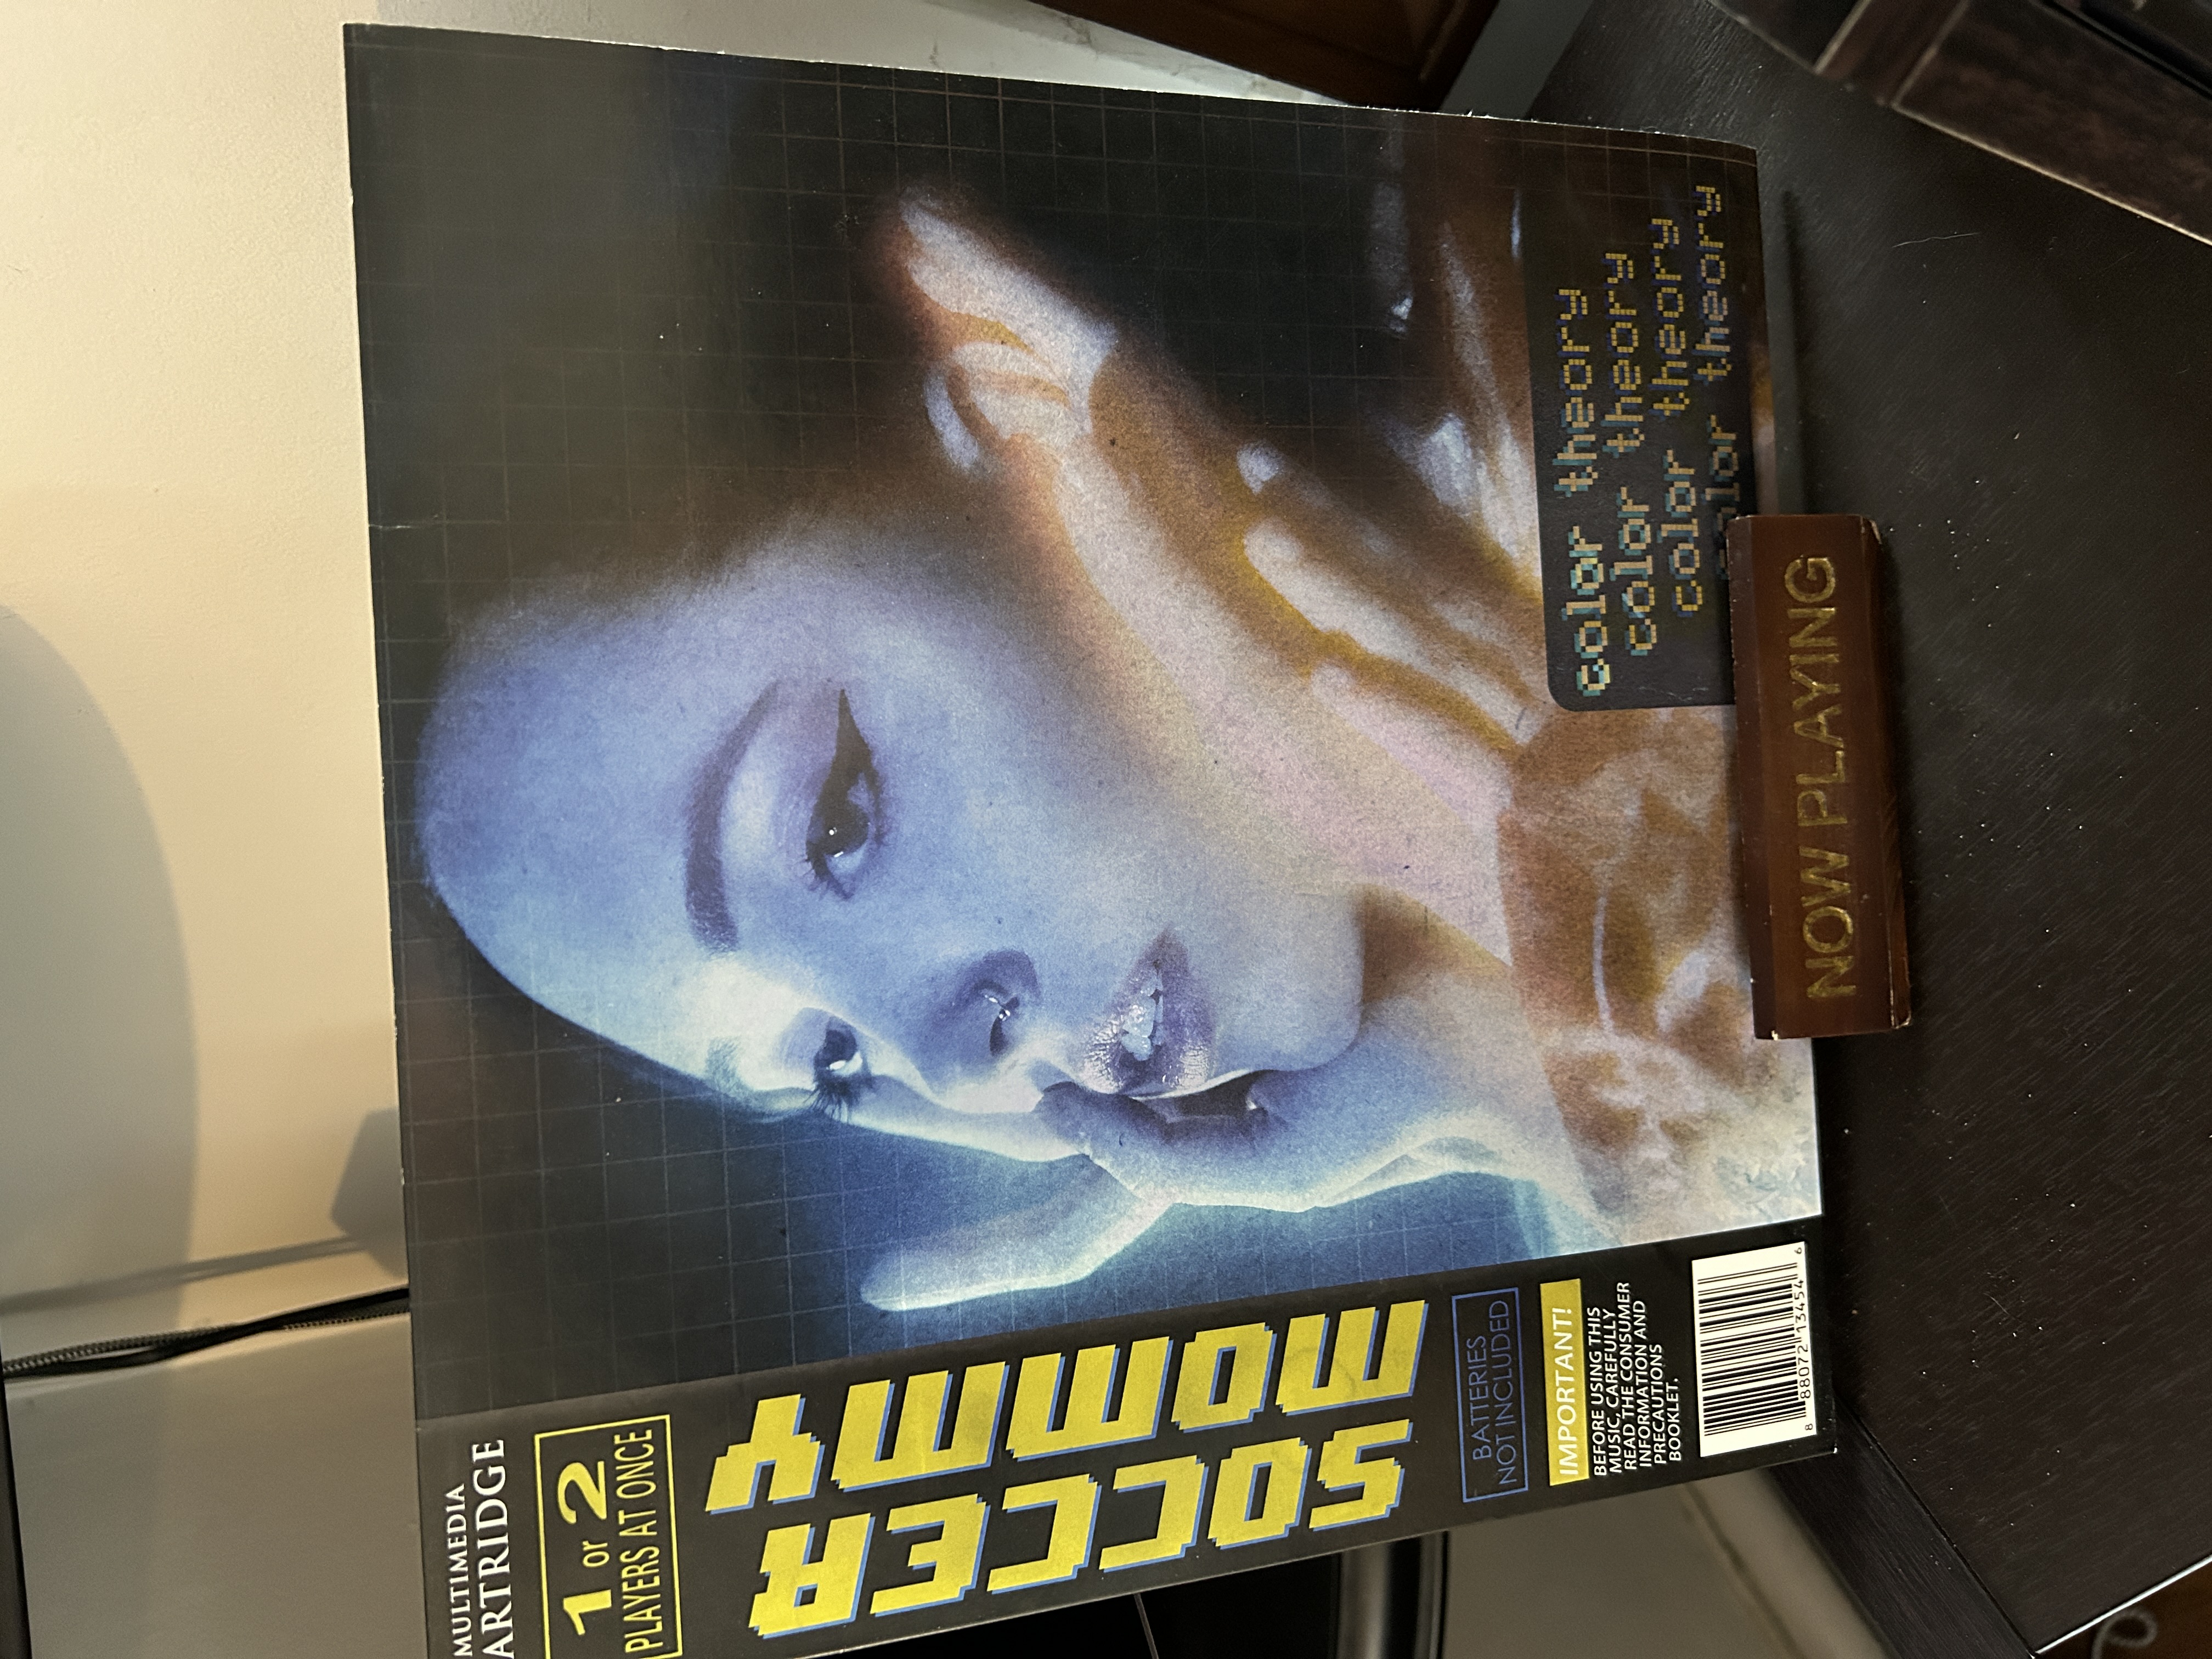 MULTIMEDIA
ARTRIDGE
1 or 2
PLAYERS AT ONCE
SOCCER
mommy
BATTERIES
NOT INCLUDED
IMPORTANT!
BEFORE USING THIS
MUSIC, CAREFULLY
READ THE CONSUMER
INFORMATION AND
PRECAUTIONS
BOOKLET.
8 88072 13454 6
color theory
color theory
color theory
color theory
NOW PLAYING